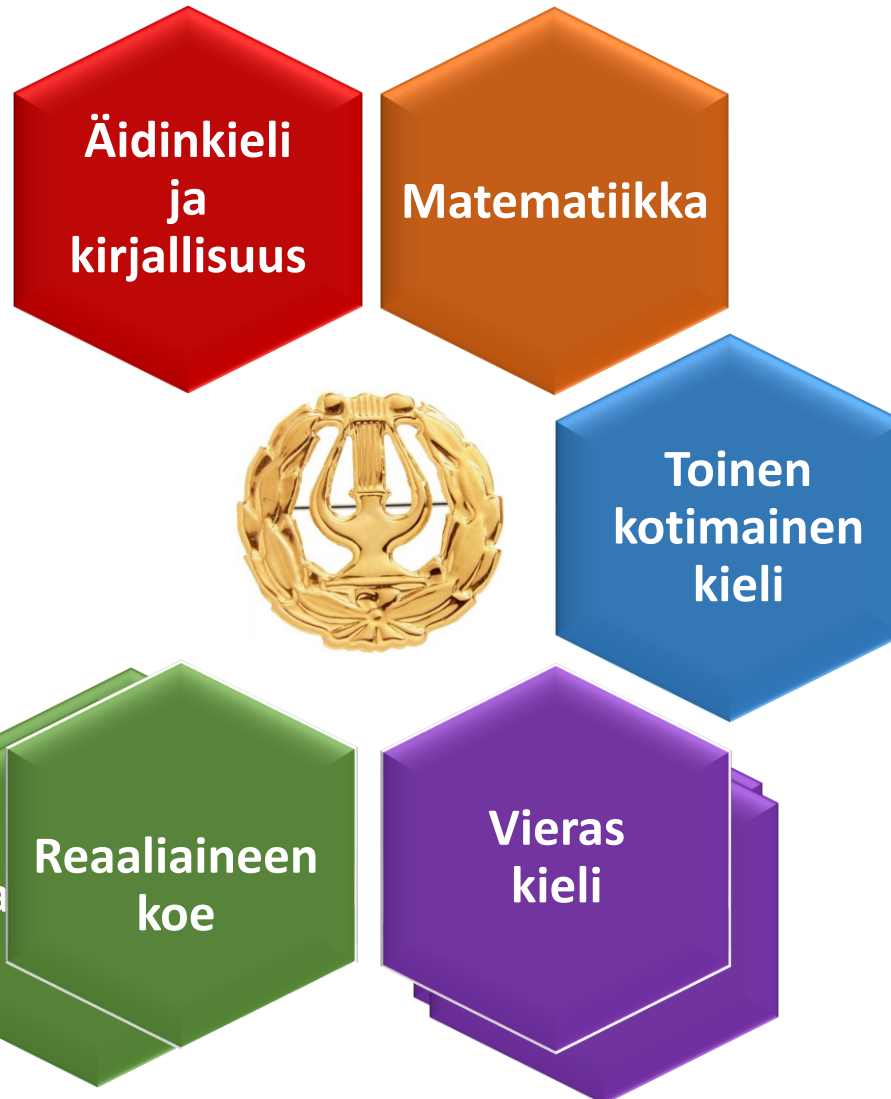 Äidinkieli
ja
kirjallisuus
Matematiikka
Toinen
kotimainen
kieli
Reaaliaineen
koe
Vieras
kieli